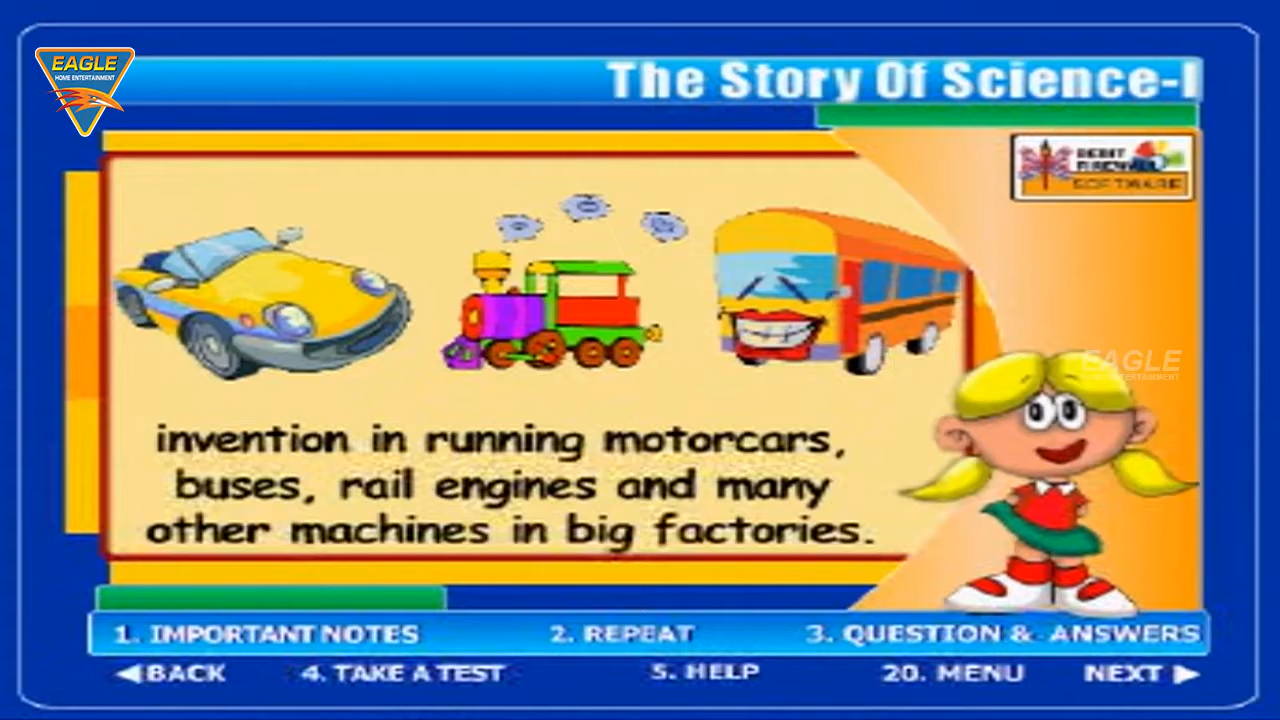 EAGLE
HOME ENTERTAINMENT
The Story Of Science-I
SOFTWARE
EAGLE
ENTERTAINMENT
invention in running motorcars,
buses, rail engines and many
other machines in big factories.
1. IMPORTANT NOTES 2. REPEAT 3. QUESTION & ANSWERS
◀BACK 4. TAKE A TEST 5. HELP 20. MENU NEXT ▶